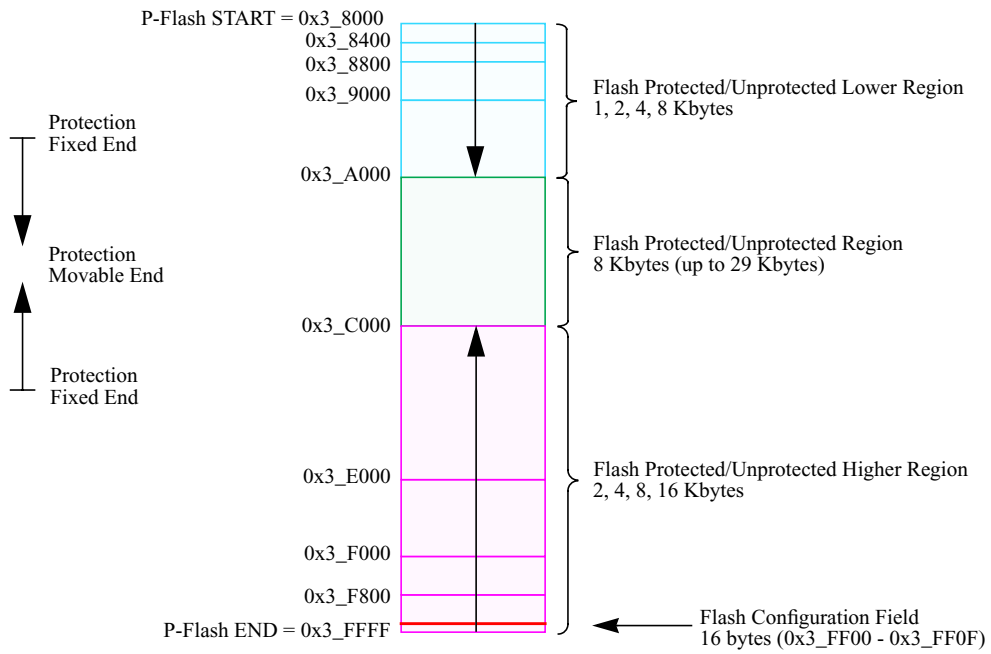 P-Flash START = 0x3_8000
0x3_8400
0x3_8800
0x3_9000
Flash Protected/Unprotected Lower Region
1, 2, 4, 8 Kbytes
Protection
Fixed End
0x3_A000
Protection
Movable End
Flash Protected/Unprotected Region
8 Kbytes (up to 29 Kbytes)
0x3_C000
Protection
Fixed End
0x3_E000
Flash Protected/Unprotected Higher Region
2, 4, 8, 16 Kbytes
0x3_F000
0x3_F800
P-Flash END = 0x3_FFFF
Flash Configuration Field
16 bytes (0x3_FF00 - 0x3_FF0F)